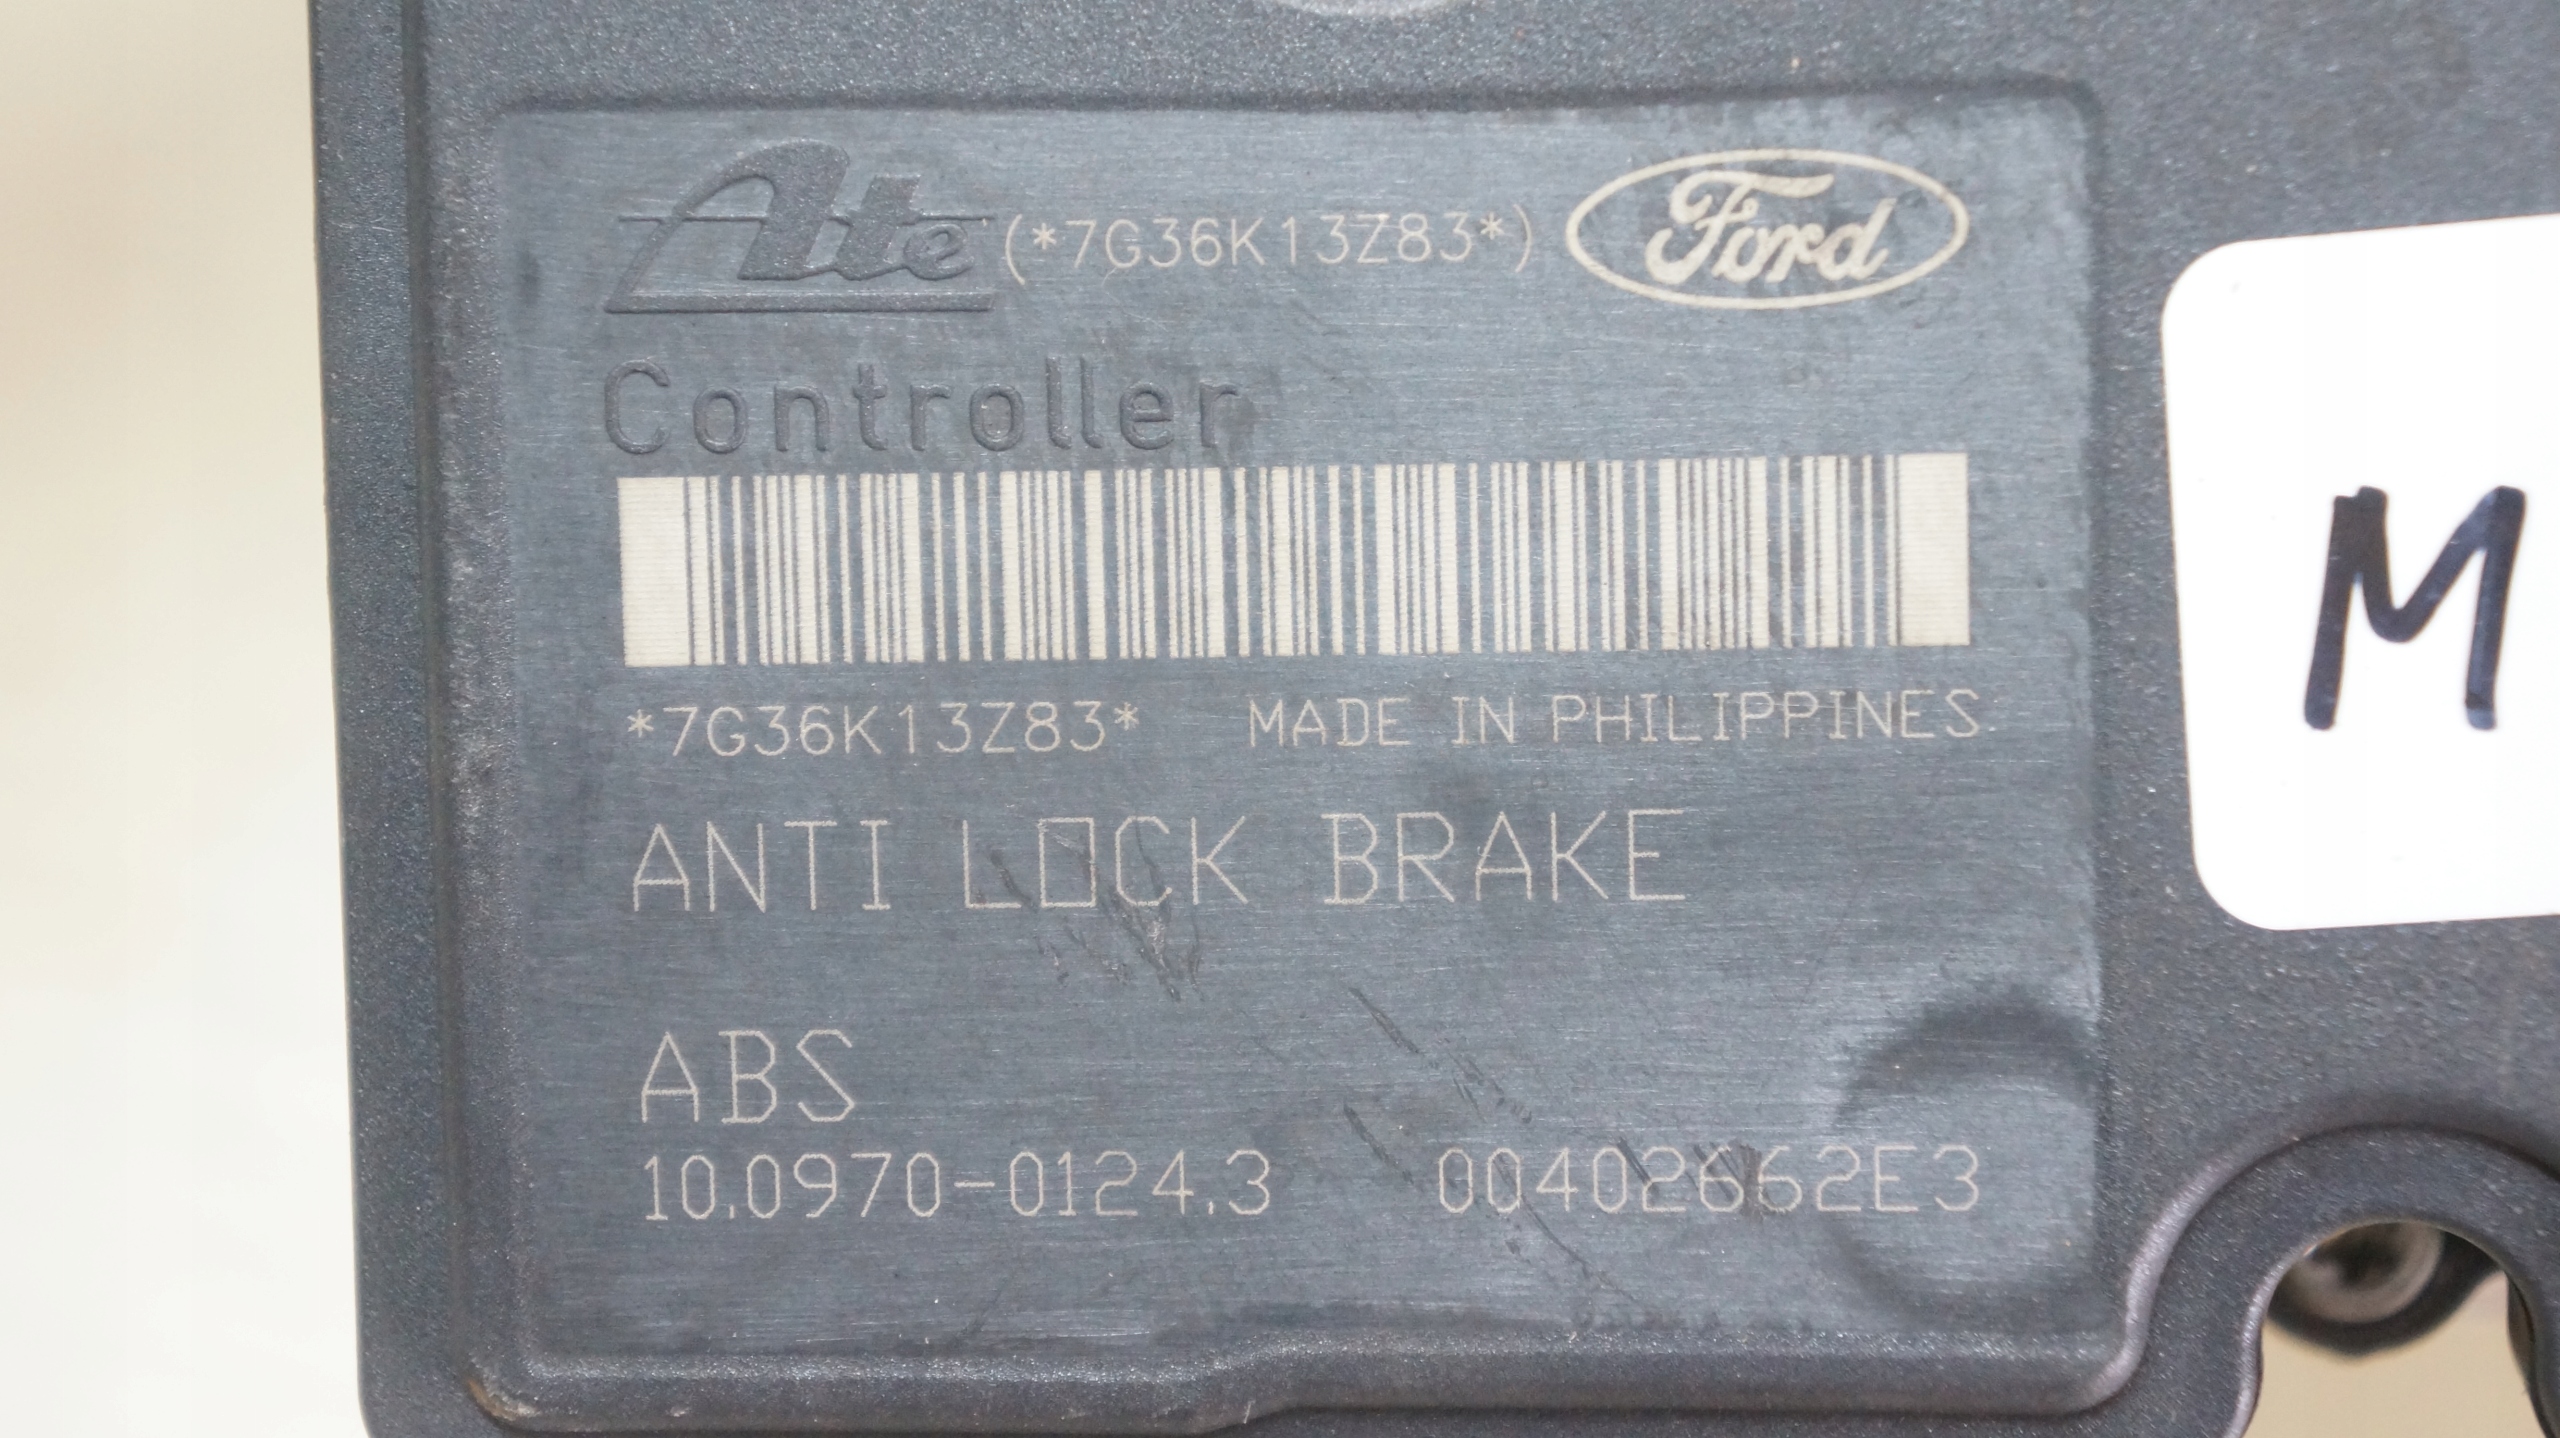 Ate (*7G36K13Z83*) Ford
Controller
*7G36K13Z83* MADE IN PHILIPPINES
ANTI LOCK BRAKE
ABS
10.0970-0124.3 00402662E3
M